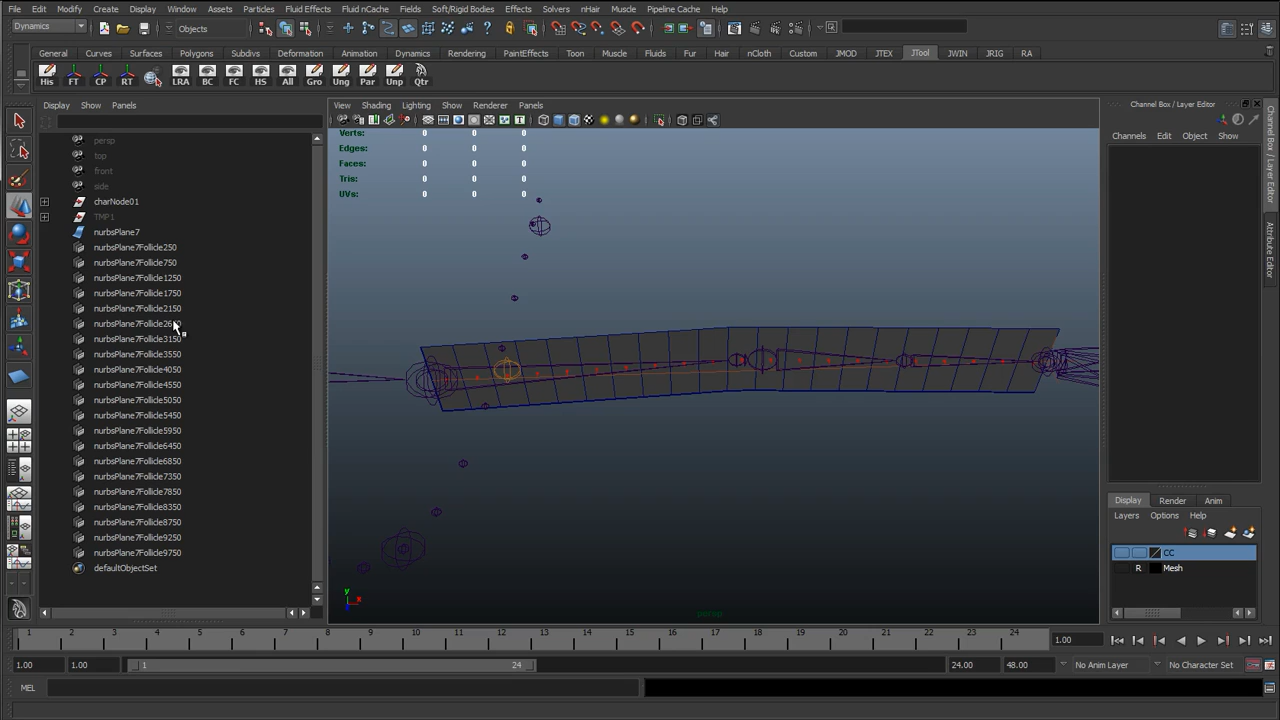 File Edit Modify Create Display Window Assets Particles Fluid Effects Fluid nCache Fields Soft/Rigid Bodies Effects Solvers nHair Muscle Pipeline Cache Help
Dynamics Objects
General Curves Surfaces Polygons Subdivs Deformation Animation Dynamics Rendering PaintEffects Toon Muscle Fluids Fur Hair nCloth Custom JMOD JTEX JTool JWIN JRIG RA
His FT CP RT LRA BC FC HS All Gro Ung Par Unp Qtr
Display Show Panels
View Shading Lighting Show Renderer Panels
Channel Box / Layer Editor
Channels Edit Object Show
Channel Box / Layer Editor
Attribute Editor
Verts: 0 0 0
Edges: 0 0 0
Faces: 0 0 0
Tris: 0 0 0
UVs: 0 0 0
persp
top
front
side
charNode01
TMP1
nurbsPlane7
nurbsPlane7Follicle250
nurbsPlane7Follicle750
nurbsPlane7Follicle1250
nurbsPlane7Follicle1750
nurbsPlane7Follicle2150
nurbsPlane7Follicle3150
nurbsPlane7Follicle3550
nurbsPlane7Follicle4050
nurbsPlane7Follicle4550
nurbsPlane7Follicle5050
nurbsPlane7Follicle5450
nurbsPlane7Follicle5950
nurbsPlane7Follicle6450
nurbsPlane7Follicle6850
nurbsPlane7Follicle7350
nurbsPlane7Follicle7850
nurbsPlane7Follicle8350
nurbsPlane7Follicle8750
nurbsPlane7Follicle9250
nurbsPlane7Follicle9750
defaultObjectSet
y x
persp
Display Render Anim
Layers Options Help
CC
R Mesh
1 2 3 4 5 6 7 8 9 10 11 12 13 14 15 16 17 18 19 20 21 22 23 24
1.00
1.00 1.00 1 24 24.00 48.00 No Anim Layer No Character Set
MEL